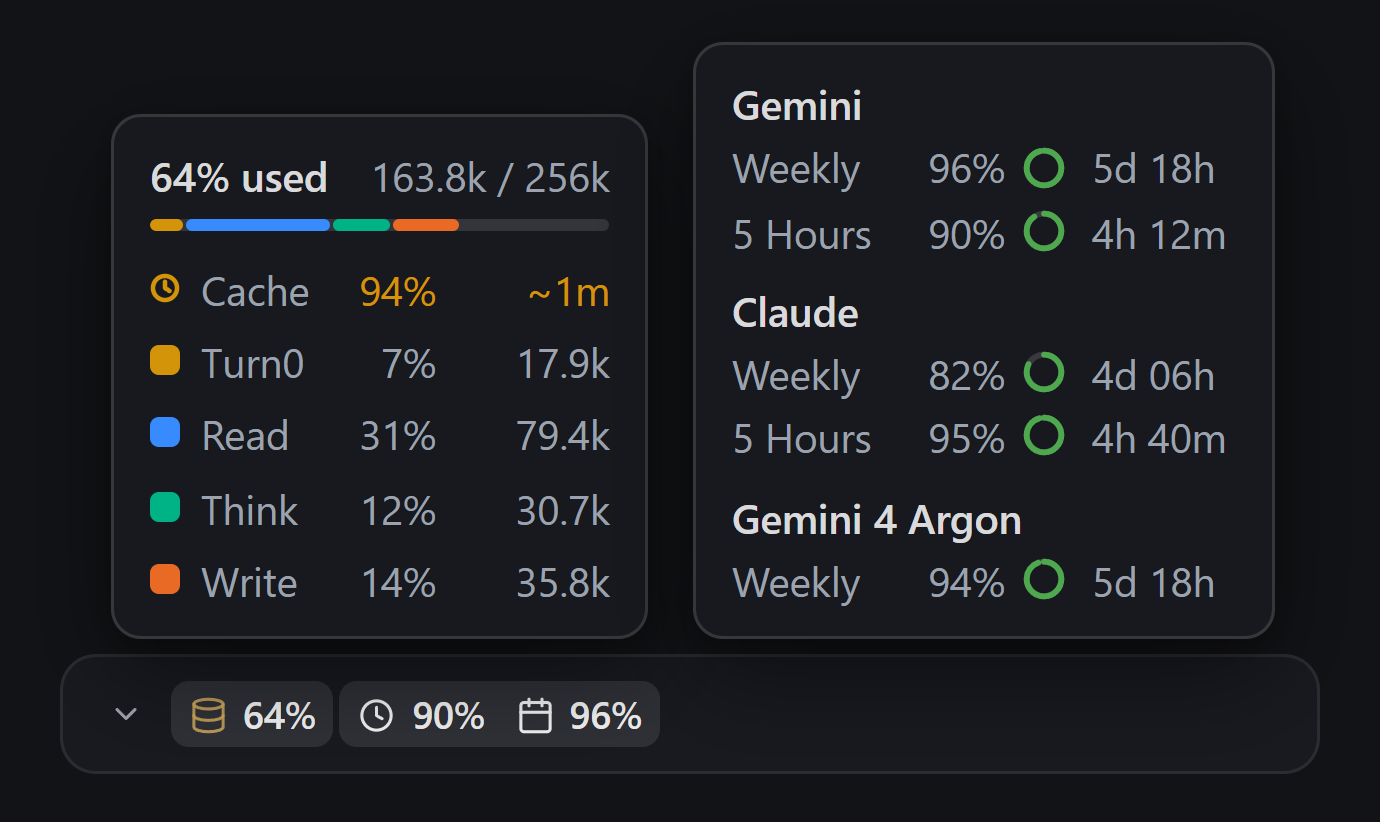 64% used 163.8k / 256k
Cache 94% ~1m
Turn0 7% 17.9k
Read 31% 79.4k
Think 12% 30.7k
Write 14% 35.8k
Gemini
Weekly 96% 5d 18h
5 Hours 90% 4h 12m
Claude
Weekly 82% 4d 06h
5 Hours 95% 4h 40m
Gemini 4 Argon
Weekly 94% 5d 18h
64% 90% 96%